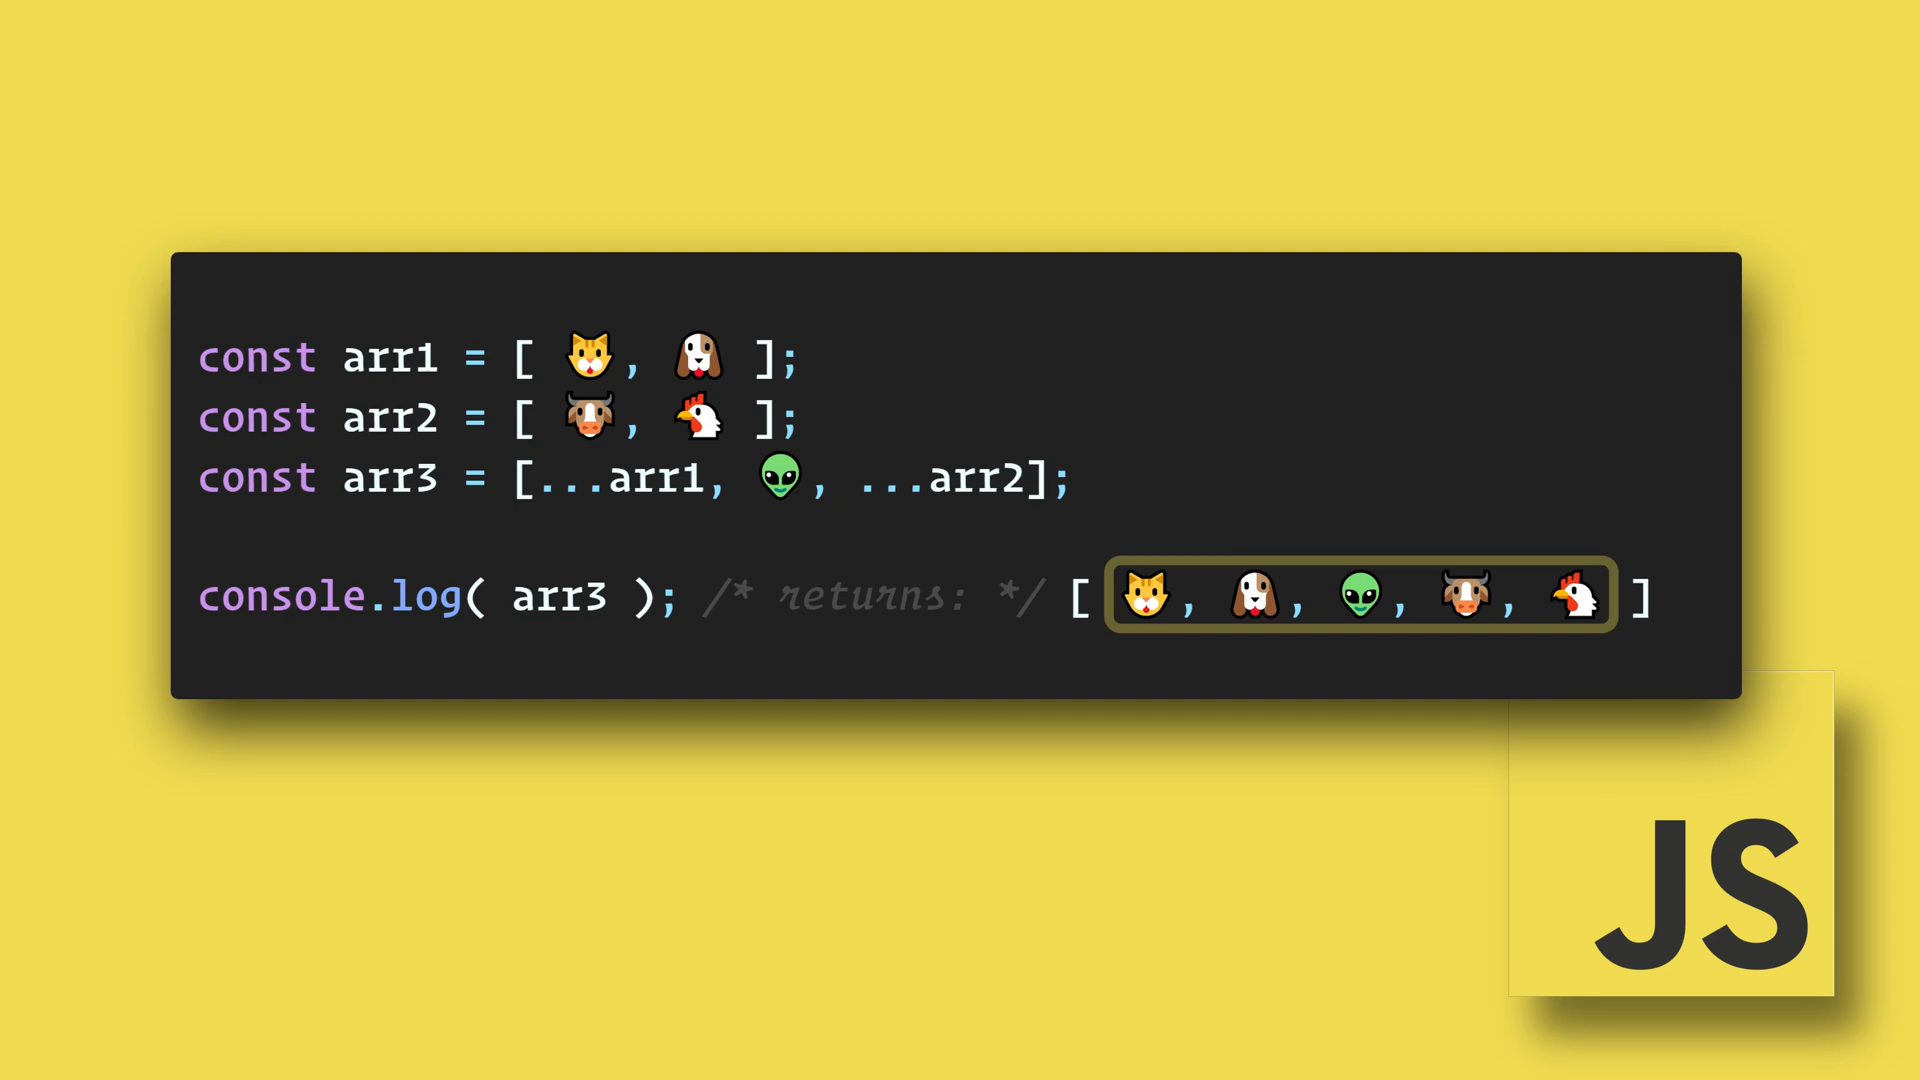 const arr1 = [ 🐱, 🐶 ];
const arr2 = [ 🐮, 🐔 ];
const arr3 = [...arr1, 👽, ...arr2];
console.log( arr3 ); /* returns: */ [ 🐱, 🐶, 👽, 🐮, 🐔 ]
JS